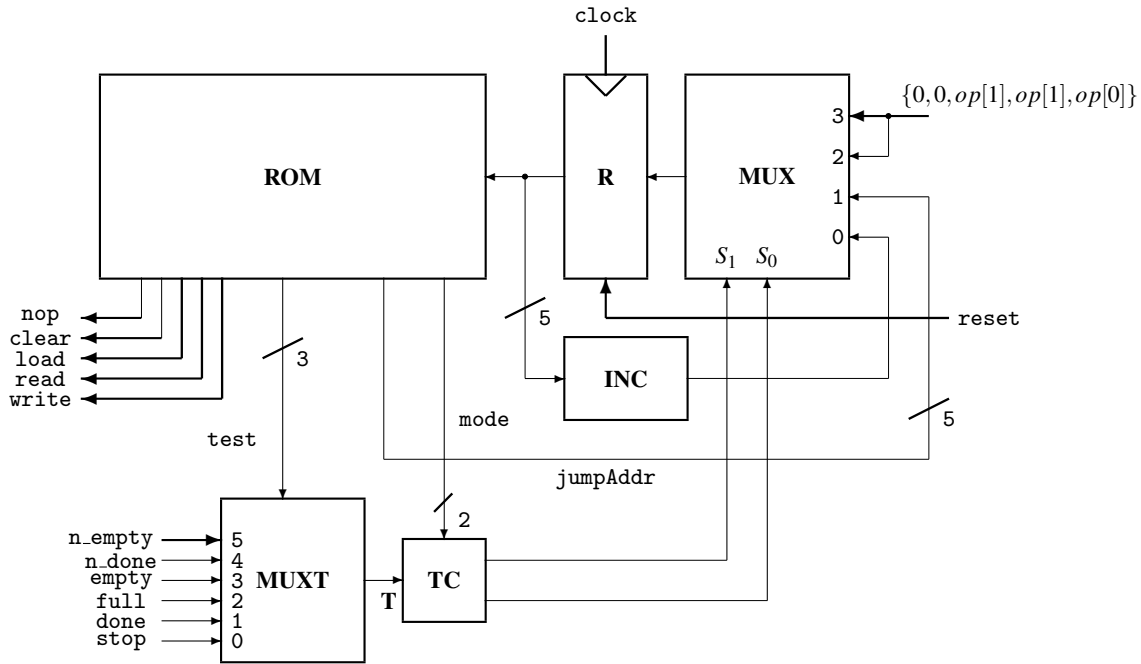 clock
{0,0,op[1],op[1],op[0]}
3
2
1
0
ROM
R
MUX
S1 S0
nop
clear
load
read
write
3
5
reset
INC
5
test
mode
jumpAddr
2
n_empty 5
n_done 4
empty 3
full 2
done 1
stop 0
MUXT
T
TC